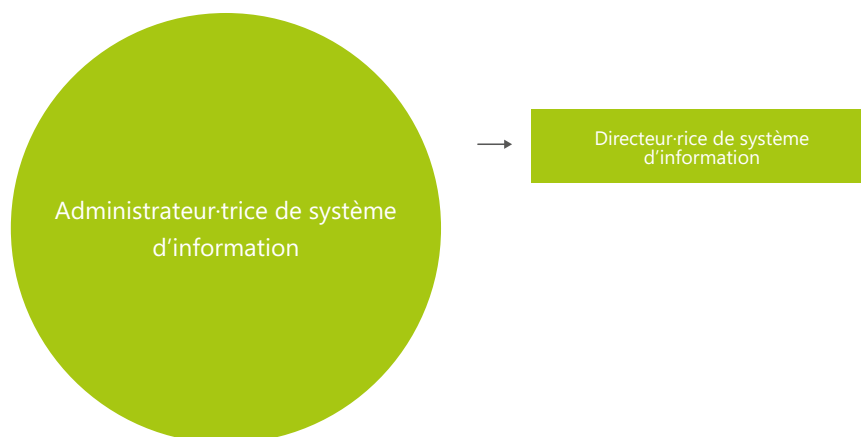 Administrateur·trice de système
d'information
Directeur·rice de système
d'information